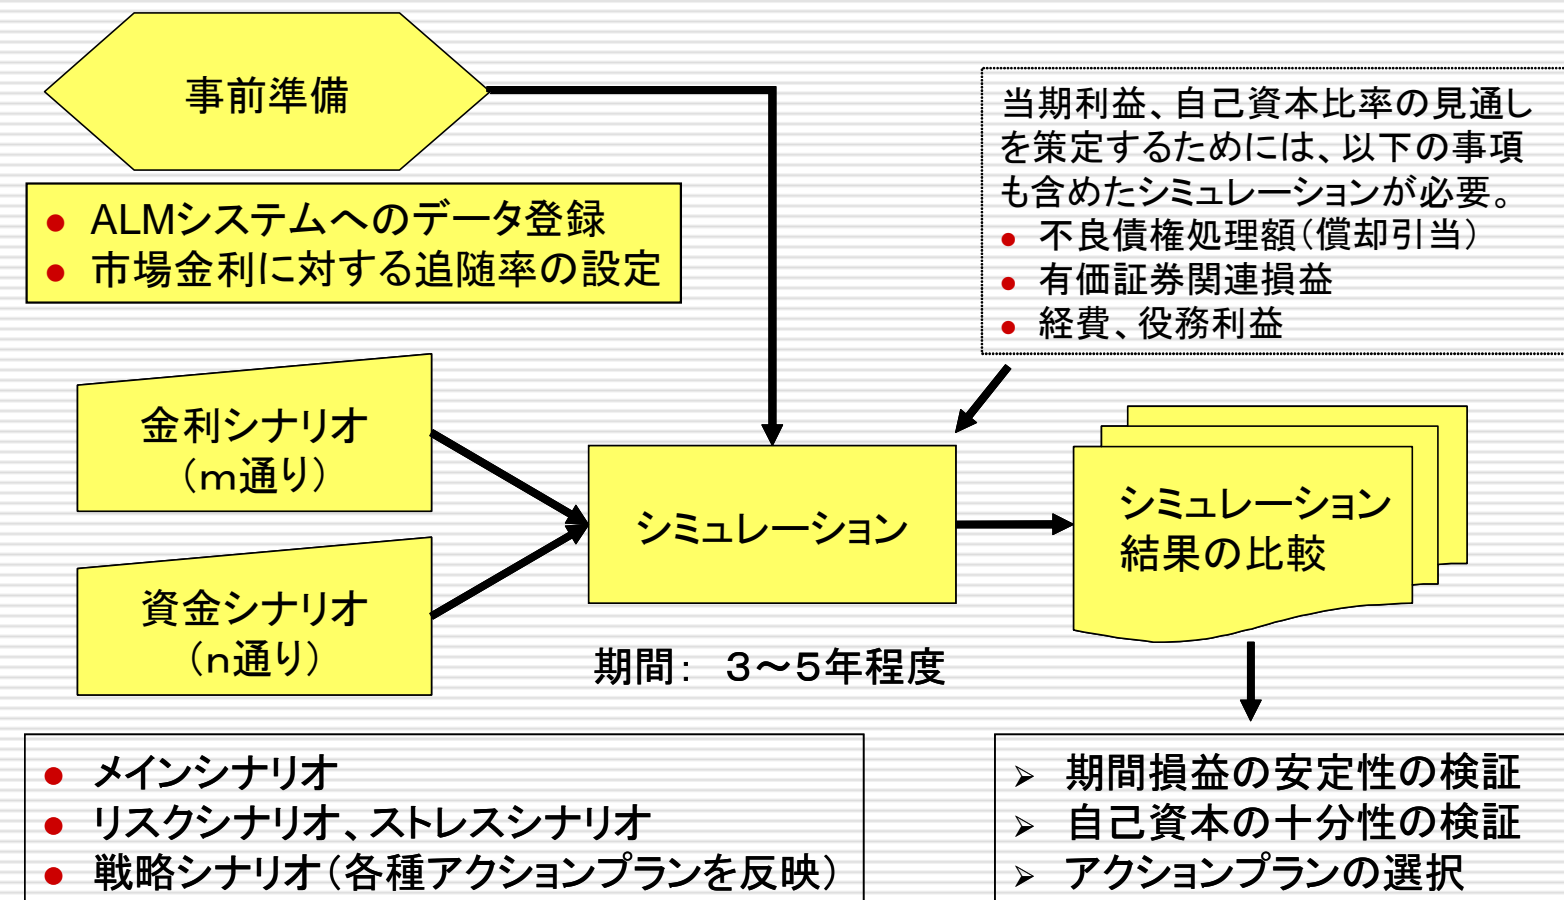 事前準備
● ALMシステムへのデータ登録
● 市場金利に対する追随率の設定
当期利益、自己資本比率の見通し
を策定するためには、以下の事項
も含めたシミュレーションが必要。
● 不良債権処理額（償却引当）
● 有価証券関連損益
● 経費、役務利益
金利シナリオ
（ｍ通り）
資金シナリオ
（ｎ通り）
シミュレーション
シミュレーション
結果の比較
期間： ３～５年程度
● メインシナリオ
● リスクシナリオ、ストレスシナリオ
● 戦略シナリオ（各種アクションプランを反映）
➢ 期間損益の安定性の検証
➢ 自己資本の十分性の検証
➢ アクションプランの選択